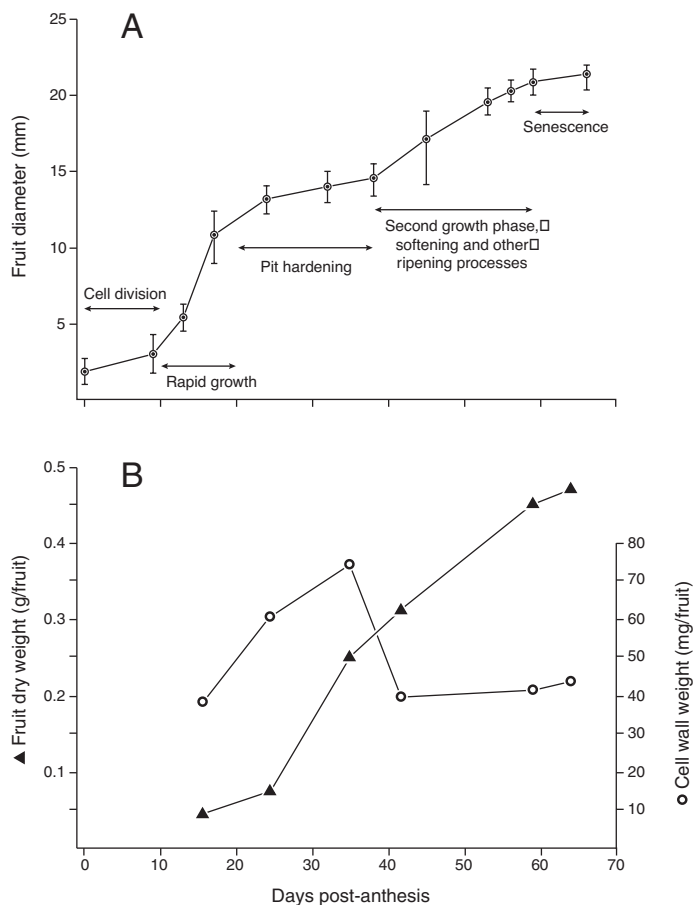 A
25
20
15
10
5
Fruit diameter (mm)
Cell division
Rapid growth
Pit hardening
Second growth phase,□
softening and other□
ripening processes
Senescence
B
0.5
0.4
0.3
0.2
0.1
▲ Fruit dry weight (g/fruit)
80
70
60
50
40
30
20
10
○ Cell wall weight (mg/fruit)
0 10 20 30 40 50 60 70
Days post-anthesis